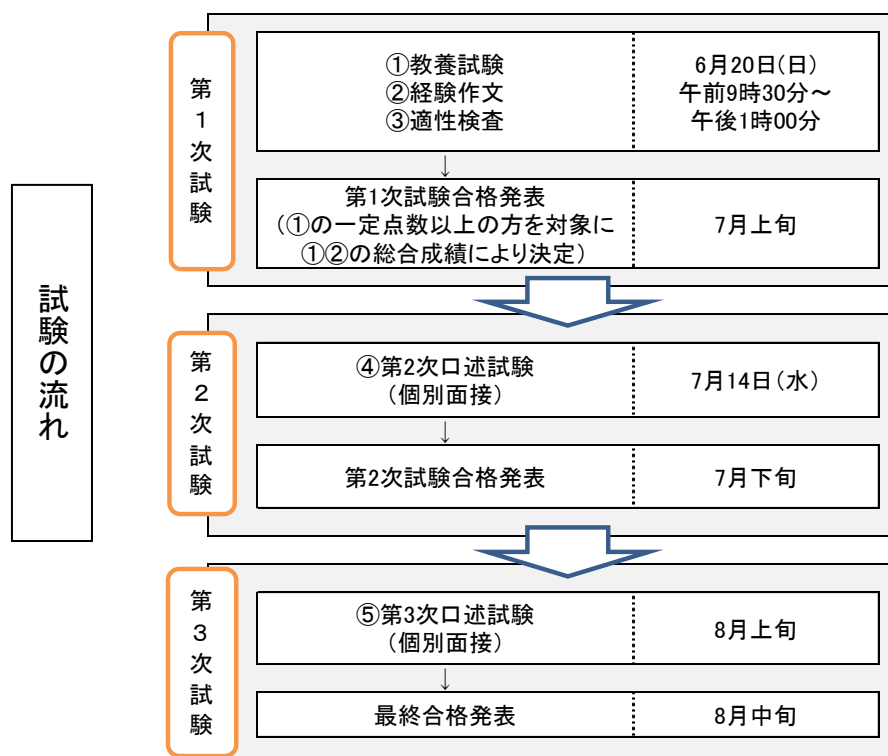 試験の流れ
第1次試験
①教養試験
②経験作文
③適性検査
6月20日(日)
午前9時30分～
午後1時00分
↓
第1次試験合格発表
(①の一定点数以上の方を対象に
①②の総合成績により決定)
7月上旬
第2次試験
④第2次口述試験
(個別面接)
7月14日(水)
↓
第2次試験合格発表
7月下旬
第3次試験
⑤第3次口述試験
(個別面接)
8月上旬
↓
最終合格発表
8月中旬